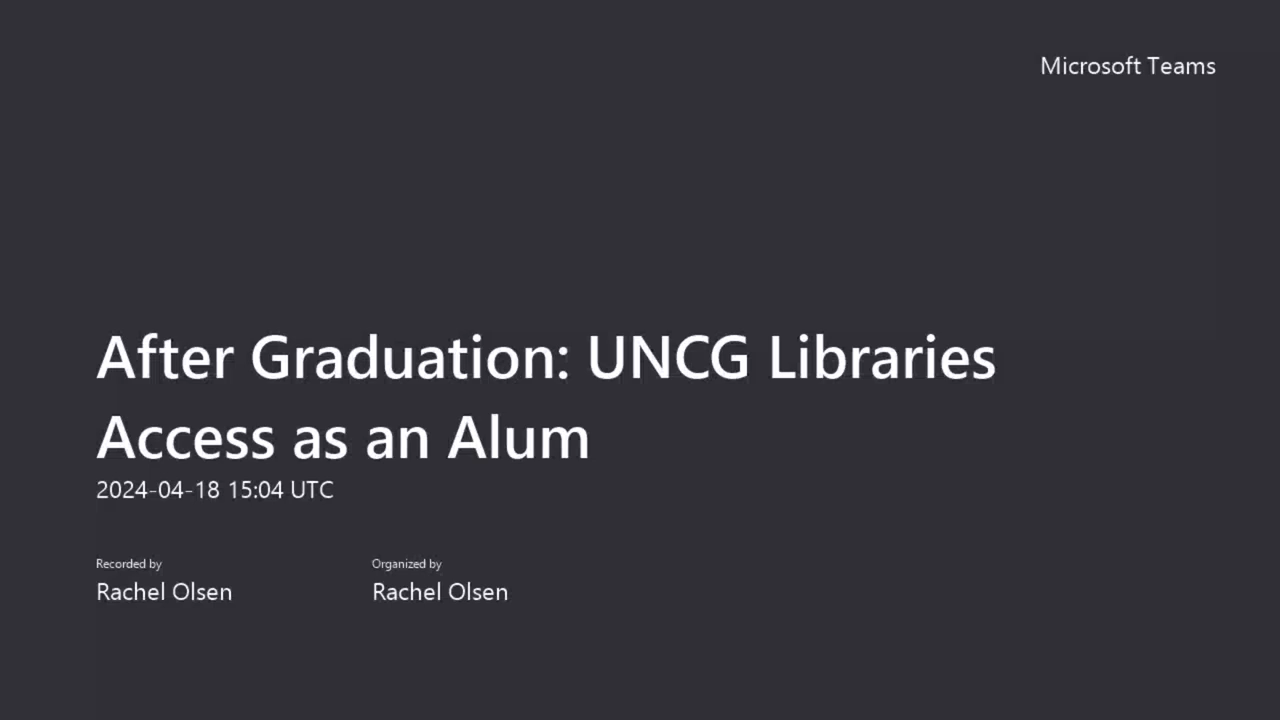 Microsoft Teams
After Graduation: UNCG Libraries
Access as an Alum
2024-04-18 15:04 UTC
Recorded by
Rachel Olsen
Organized by
Rachel Olsen